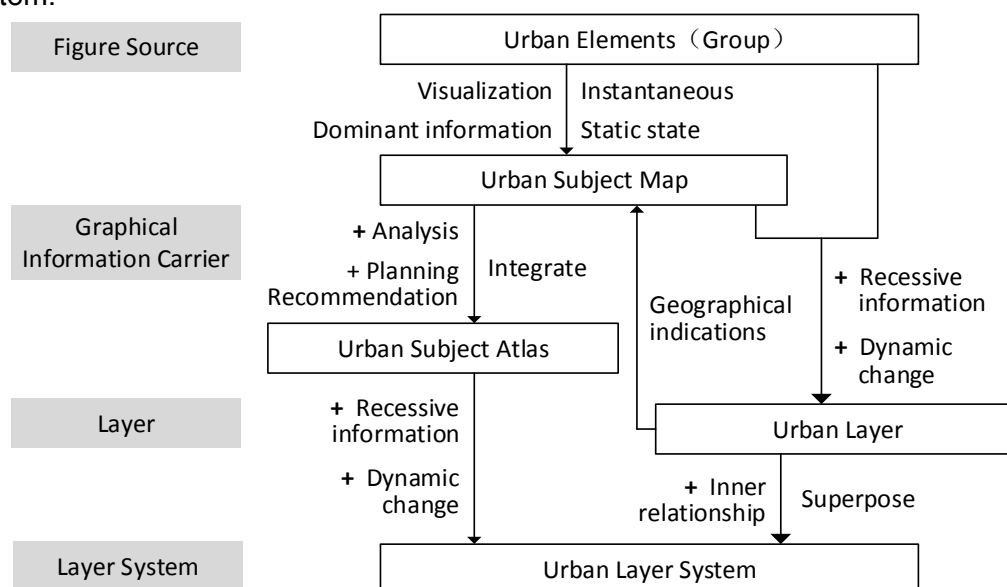 tom.
Figure Source
Urban Elements（Group）
Visualization
Instantaneous
Dominant information
Static state
Urban Subject Map
Graphical
Information Carrier
+ Analysis
+ Planning
Recommendation
Integrate
Geographical
indications
+ Recessive
information
+ Dynamic
change
Urban Subject Atlas
Layer
+ Recessive
information
+ Dynamic
change
Urban Layer
+ Inner
relationship
Superpose
Layer System
Urban Layer System